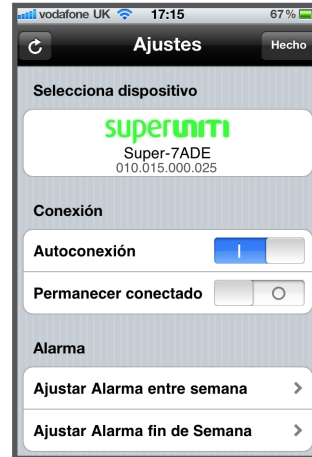 vodafone UK 17:15 67%
Ajustes Hecho
Selecciona dispositivo
superuniti
Super-7ADE
010.015.000.025
Conexión
Autoconexión
Permanecer conectado
Alarma
Ajustar Alarma entre semana
Ajustar Alarma fin de Semana